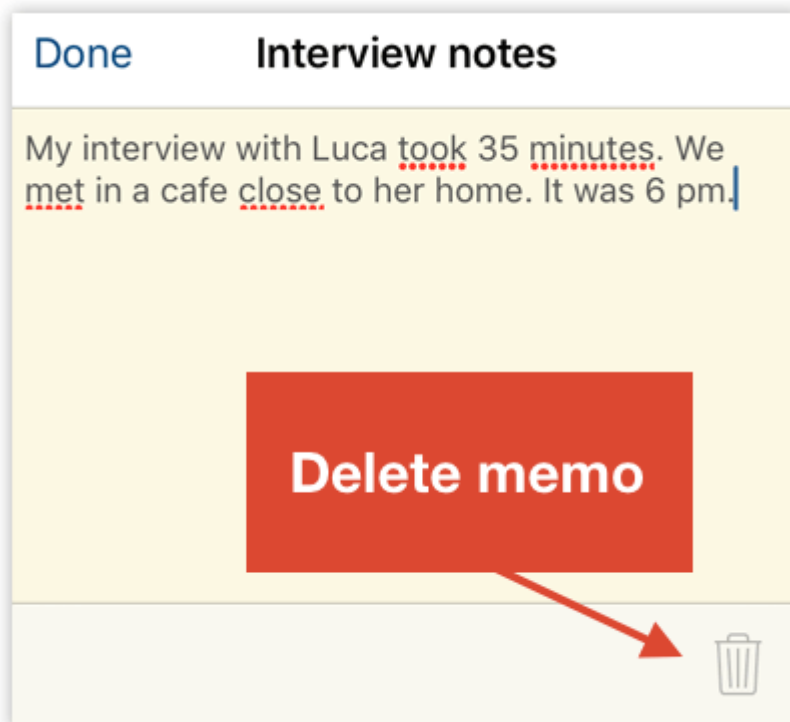 Done
Interview notes
My interview with Luca took 35 minutes. We
met in a cafe close to her home. It was 6 pm.
Delete memo